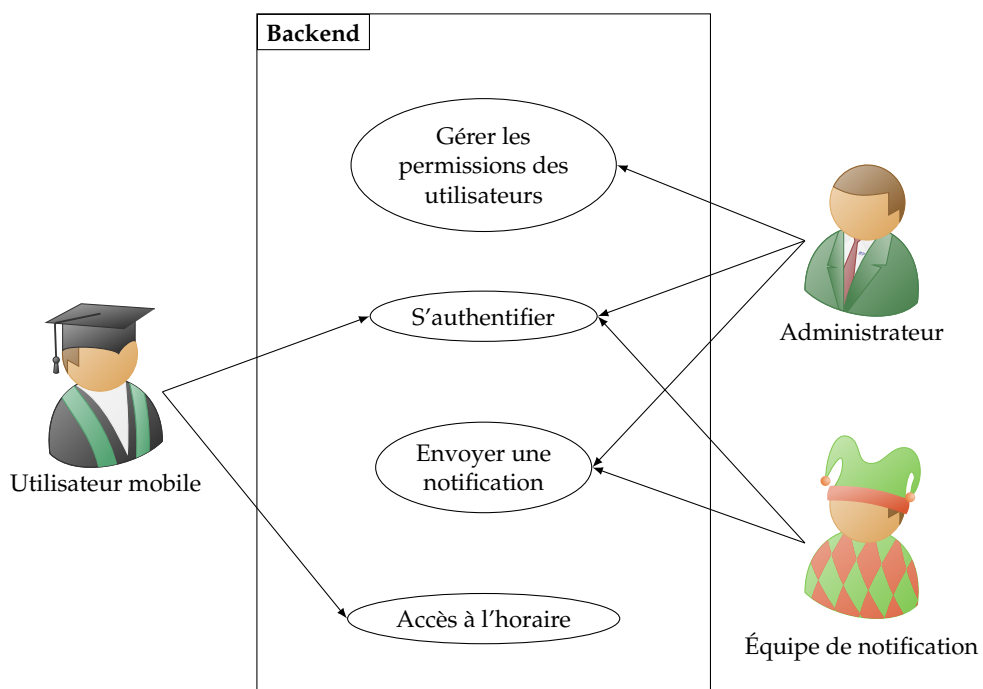 Backend
Gérer les
permissions des
utilisateurs
S'authentifier
Administrateur
Envoyer une
notification
Utilisateur mobile
Accès à l'horaire
Équipe de notification